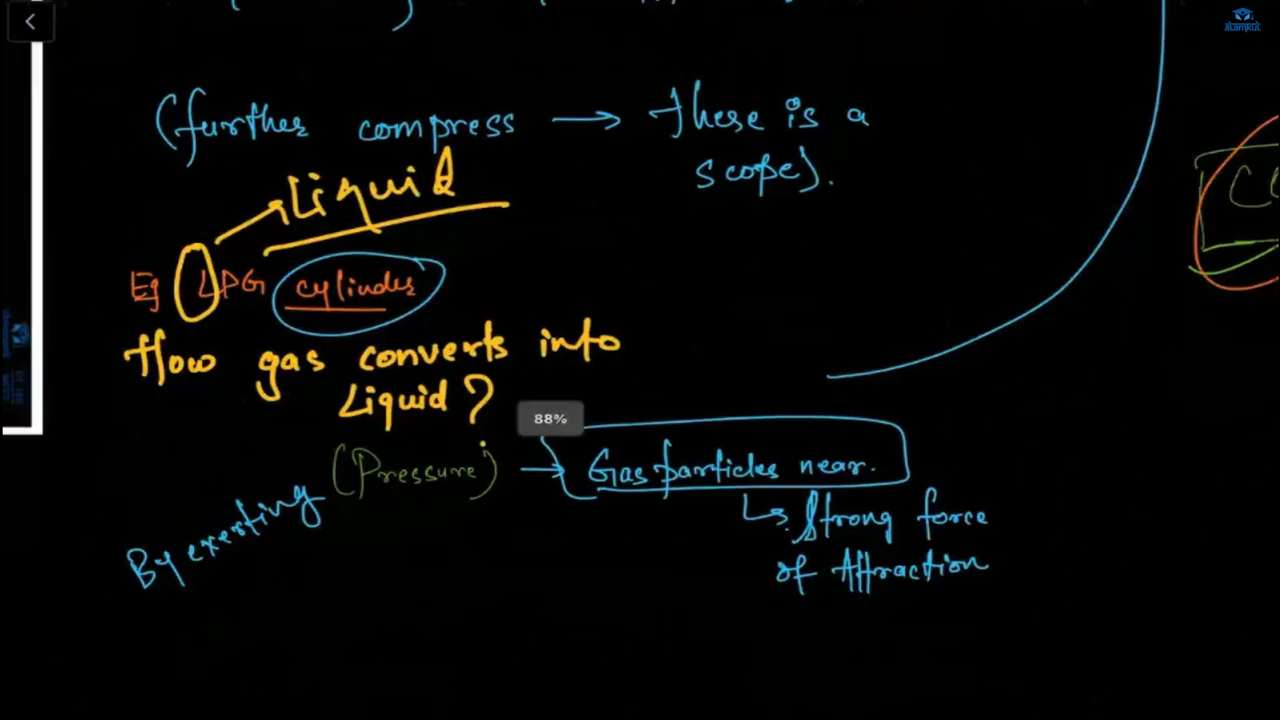 (further compress → There is a
scope).
Liquid
Eg LPG cylinder
How gas converts into
Liquid?
88%
By exerting (Pressure) → Gas particles near.
↳ Strong force
of Attraction
atamkul